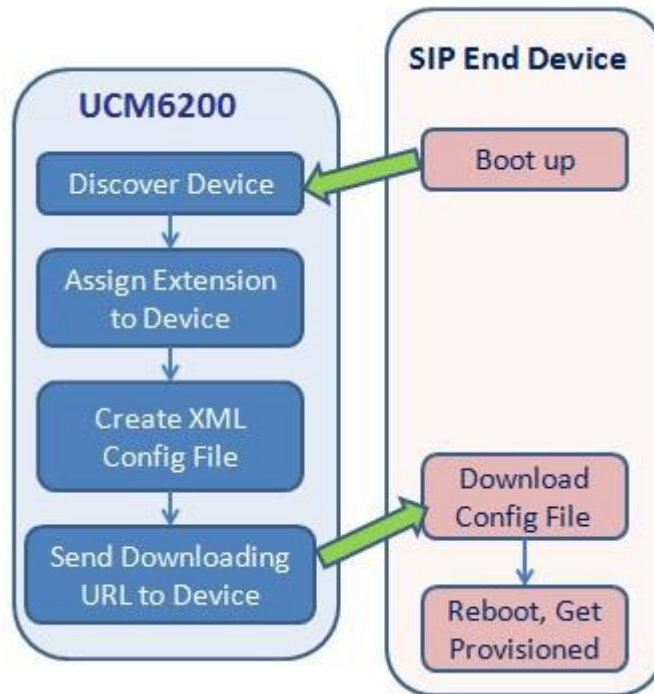 UCM6200
Discover Device
Assign Extension
to Device
Create XML
Config File
Send Downloading
URL to Device
SIP End Device
Boot up
Download
Config File
Reboot, Get
Provisioned